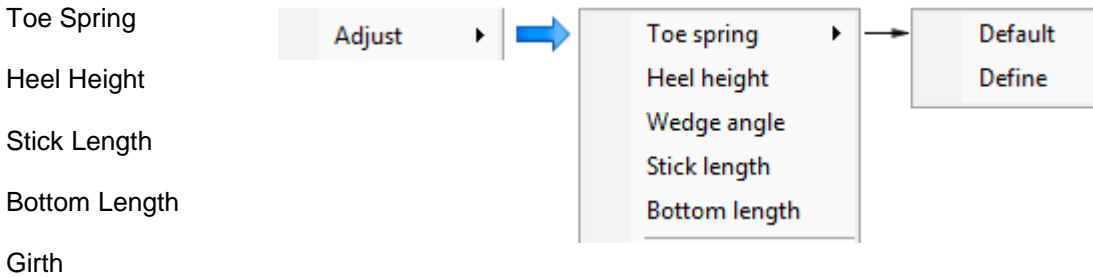 Toe Spring
Heel Height
Stick Length
Bottom Length
Girth
Adjust
Toe spring
Heel height
Wedge angle
Stick length
Bottom length
Default
Define